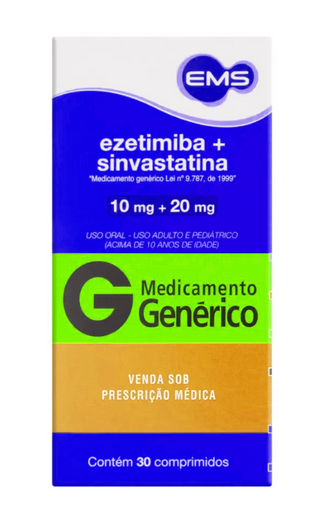 EMS
ezetimiba +
sinvastatina
"Medicamento genérico Lei nº 9.787, de 1999"
10 mg + 20 mg
USO ORAL - USO ADULTO E PEDIÁTRICO
(ACIMA DE 10 ANOS DE IDADE)
G Medicamento
Genérico
VENDA SOB
PRESCRIÇÃO MÉDICA
Contém 30 comprimidos